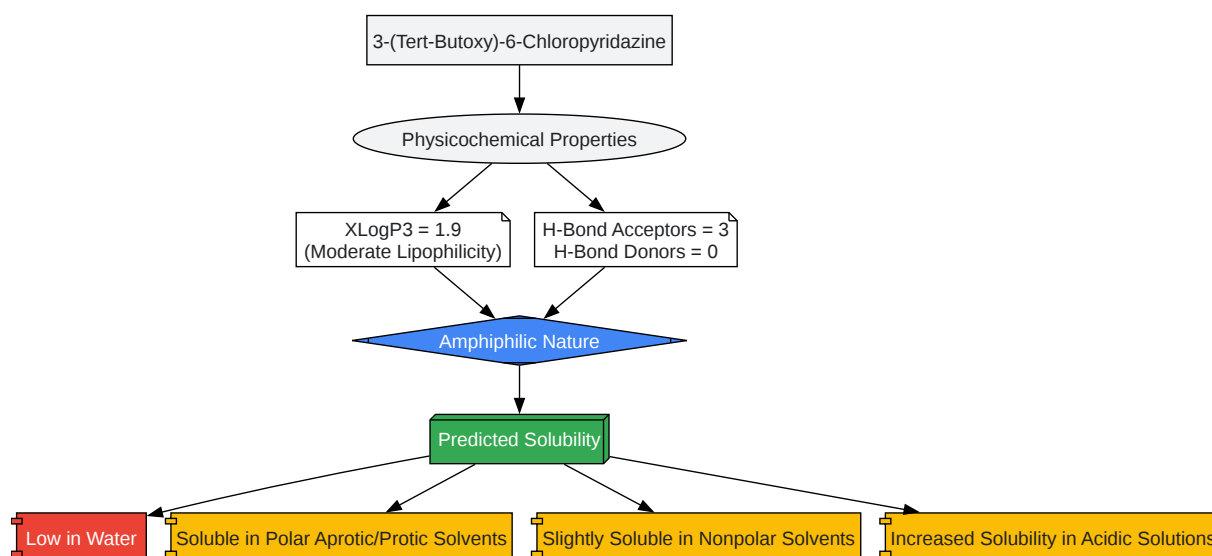 3-(Tert-Butoxy)-6-Chloropyridazine
Physicochemical Properties
XLogP3 = 1.9
(Moderate Lipophilicity)
H-Bond Acceptors = 3
H-Bond Donors = 0
Amphiphilic Nature
Predicted Solubility
Low in Water
Soluble in Polar Aprotic/Protic Solvents
Slightly Soluble in Nonpolar Solvents
Increased Solubility in Acidic Solutions